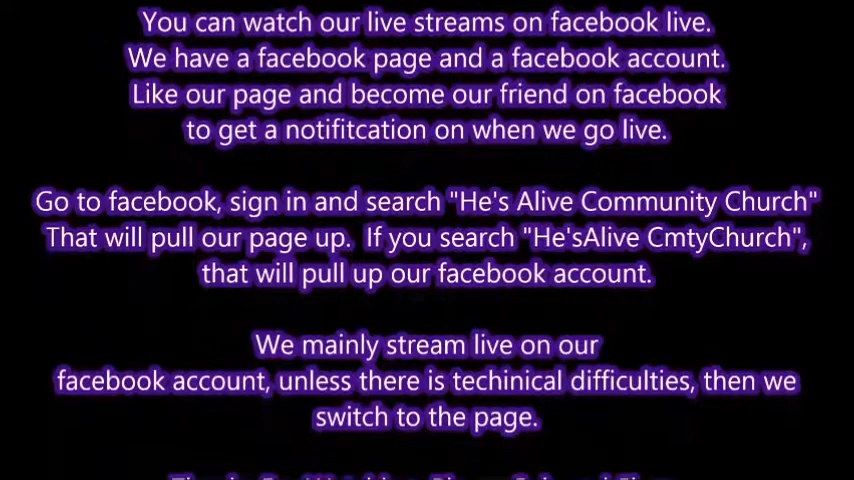 You can watch our live streams on facebook live.
We have a facebook page and a facebook account.
Like our page and become our friend on facebook
to get a notifitcation on when we go live.
Go to facebook, sign in and search "He's Alive Community Church"
That will pull our page up. If you search "He'sAlive CmtyChurch",
that will pull up our facebook account.
We mainly stream live on our
facebook account, unless there is techinical difficulties, then we
switch to the page.